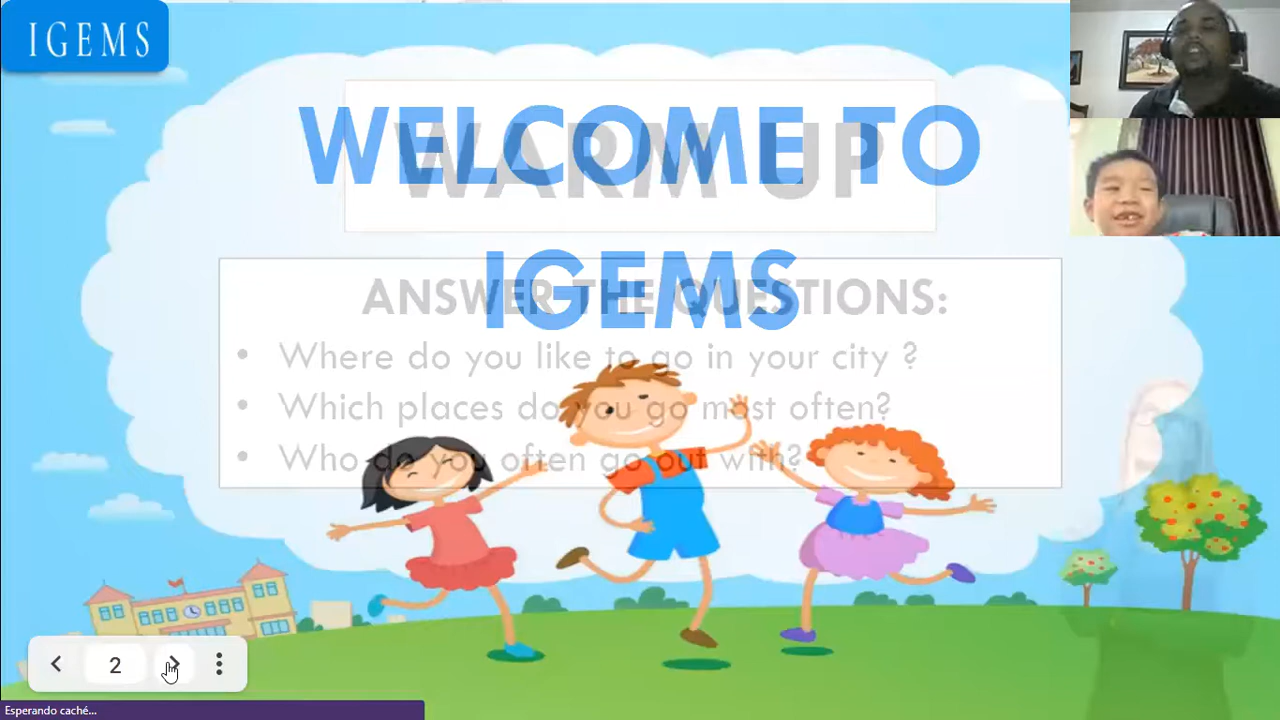 IGEMS
WELCOME TO
IGEMS
WARM UP
ANSWER THE QUESTIONS:
• Where do you like to go in your city ?
• Which places do you go most often?
• Who do you often go out with?
2
Esperando caché...